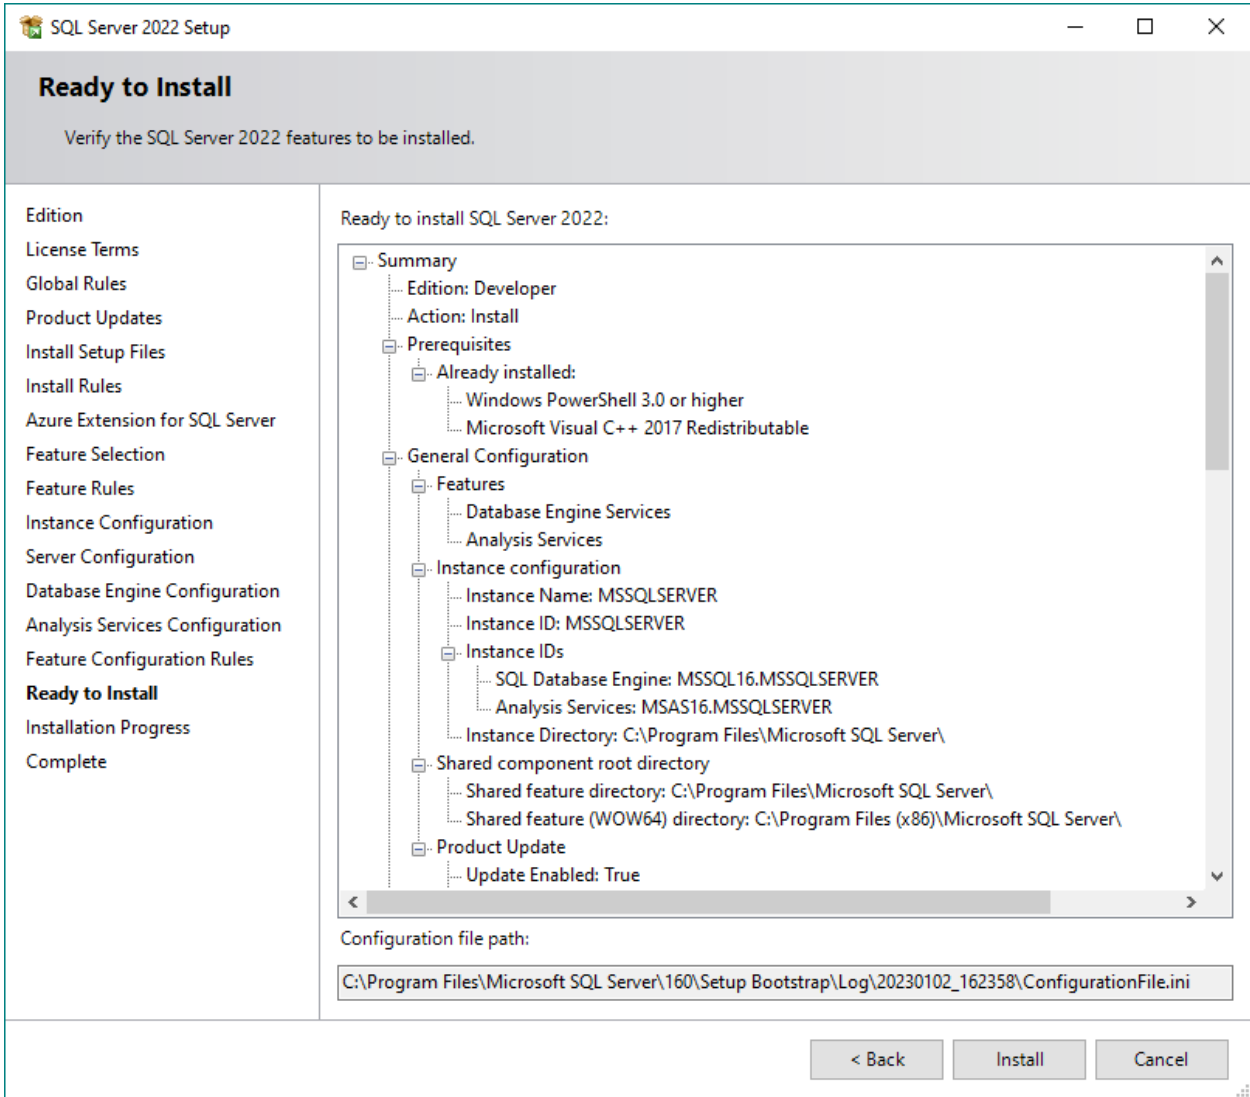 SQL Server 2022 Setup
Ready to Install
Verify the SQL Server 2022 features to be installed.
Edition
License Terms
Global Rules
Product Updates
Install Setup Files
Install Rules
Azure Extension for SQL Server
Feature Selection
Feature Rules
Instance Configuration
Server Configuration
Database Engine Configuration
Analysis Services Configuration
Feature Configuration Rules
Ready to Install
Installation Progress
Complete
Ready to install SQL Server 2022:
Summary
Edition: Developer
Action: Install
Prerequisites
Already installed:
Windows PowerShell 3.0 or higher
Microsoft Visual C++ 2017 Redistributable
General Configuration
Features
Database Engine Services
Analysis Services
Instance configuration
Instance Name: MSSQLSERVER
Instance ID: MSSQLSERVER
Instance IDs
SQL Database Engine: MSSQL16.MSSQLSERVER
Analysis Services: MSAS16.MSSQLSERVER
Instance Directory: C:\Program Files\Microsoft SQL Server\
Shared component root directory
Shared feature directory: C:\Program Files\Microsoft SQL Server\
Shared feature (WOW64) directory: C:\Program Files (x86)\Microsoft SQL Server\
Product Update
Update Enabled: True
Configuration file path:
C:\Program Files\Microsoft SQL Server\160\Setup Bootstrap\Log\20230102_162358\ConfigurationFile.ini
< Back
Install
Cancel